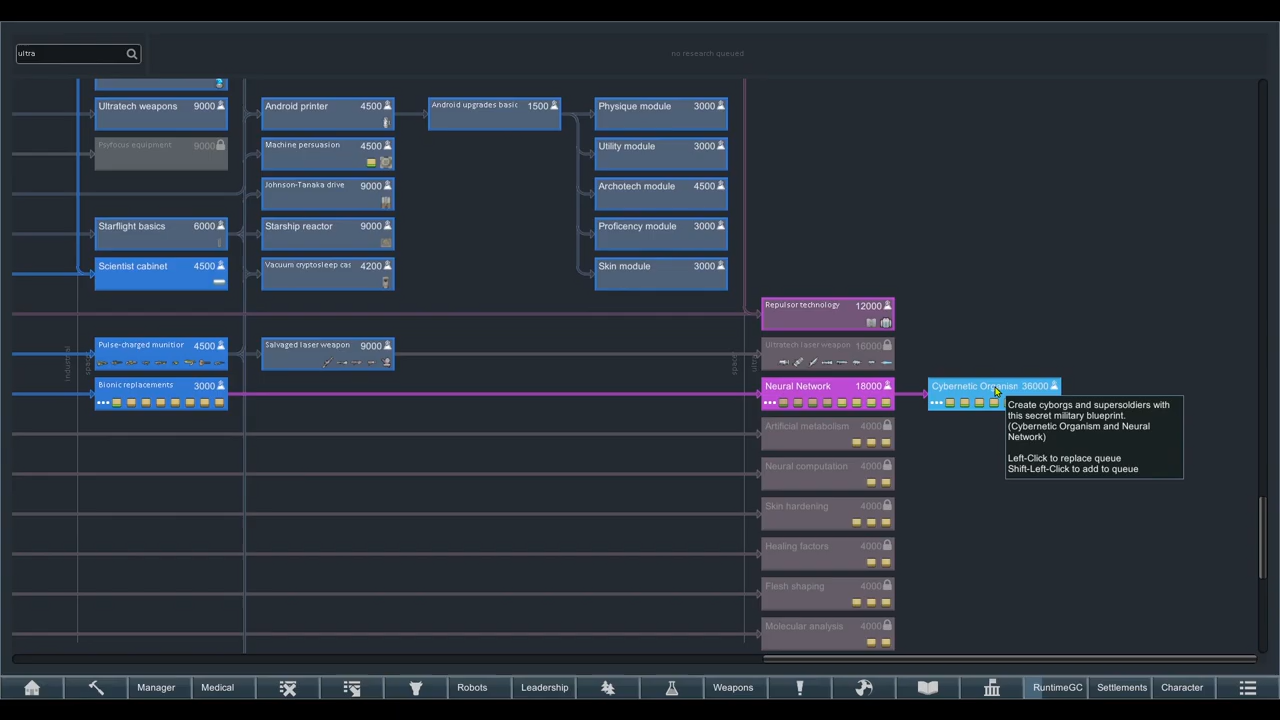 ultra
no research queued
Ultratech weapons 9000
Android printer 4500
Android upgrades basic 1500
Physique module 3000
Psyfocus equipment 9000
Machine persuasion 4500
Utility module 3000
Johnson-Tanaka drive 9000
Archotech module 4500
Starflight basics 6000
Starship reactor 9000
Proficency module 3000
Scientist cabinet 4500
Vacuum cryptosleep cas 4200
Skin module 3000
Repulsor technology 12000
Pulse-charged munitior 4500
Salvaged laser weapon 9000
Ultratech laser weapon 16000
industrial
space
space
ultra
Bionic replacements 3000
Neural Network 18000
Cybernetic Organism 36000
Create cyborgs and supersoldiers with
this secret military blueprint.
(Cybernetic Organism and Neural
Network)
Left-Click to replace queue
Shift-Left-Click to add to queue
Artificial metabolism 4000
Neural computation 4000
Skin hardening 4000
Healing factors 4000
Flesh shaping 4000
Molecular analysis 4000
Manager Medical Robots Leadership Weapons RuntimeGC Settlements Character